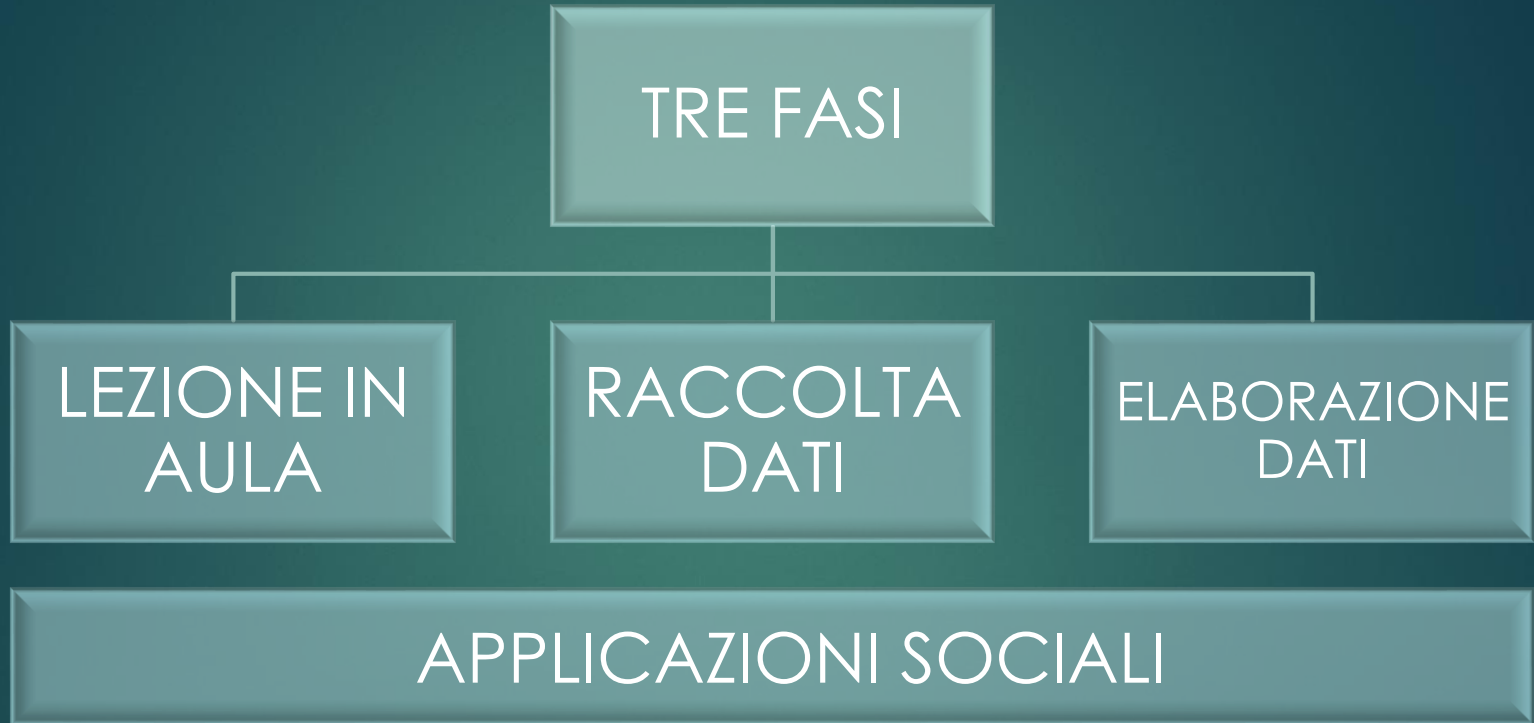 TRE FASI
LEZIONE IN
AULA
RACCOLTA
DATI
ELABORAZIONE
DATI
APPLICAZIONI SOCIALI